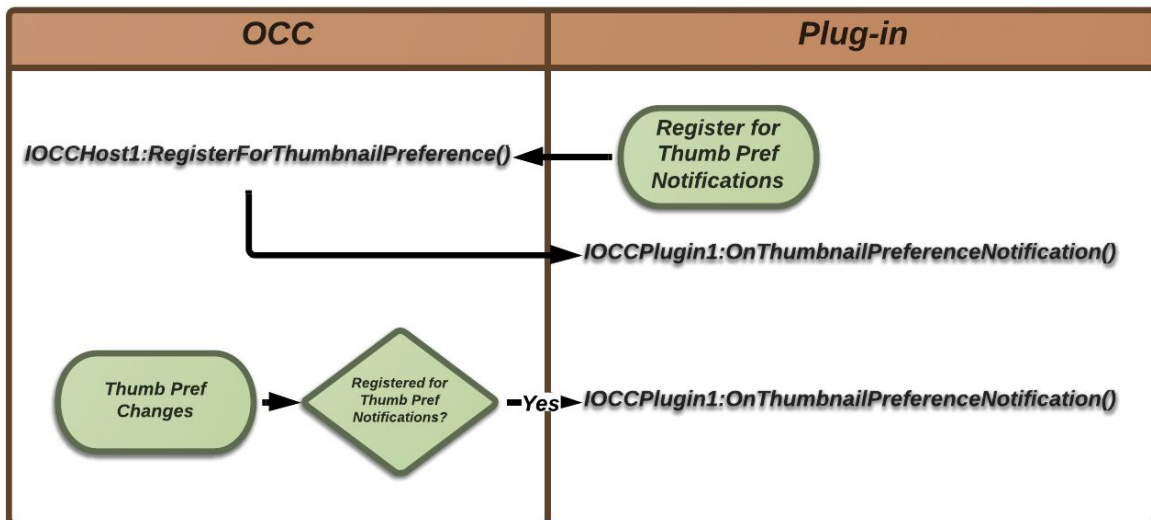 OCC
Plug-in
IOCCHost1:RegisterForThumbnailPreference()
Register for
Thumb Pref
Notifications
IOCCPlugin1:OnThumbnailPreferenceNotification()
Thumb Pref
Changes
Registered for
Thumb Pref
Notifications?
Yes
IOCCPlugin1:OnThumbnailPreferenceNotification()